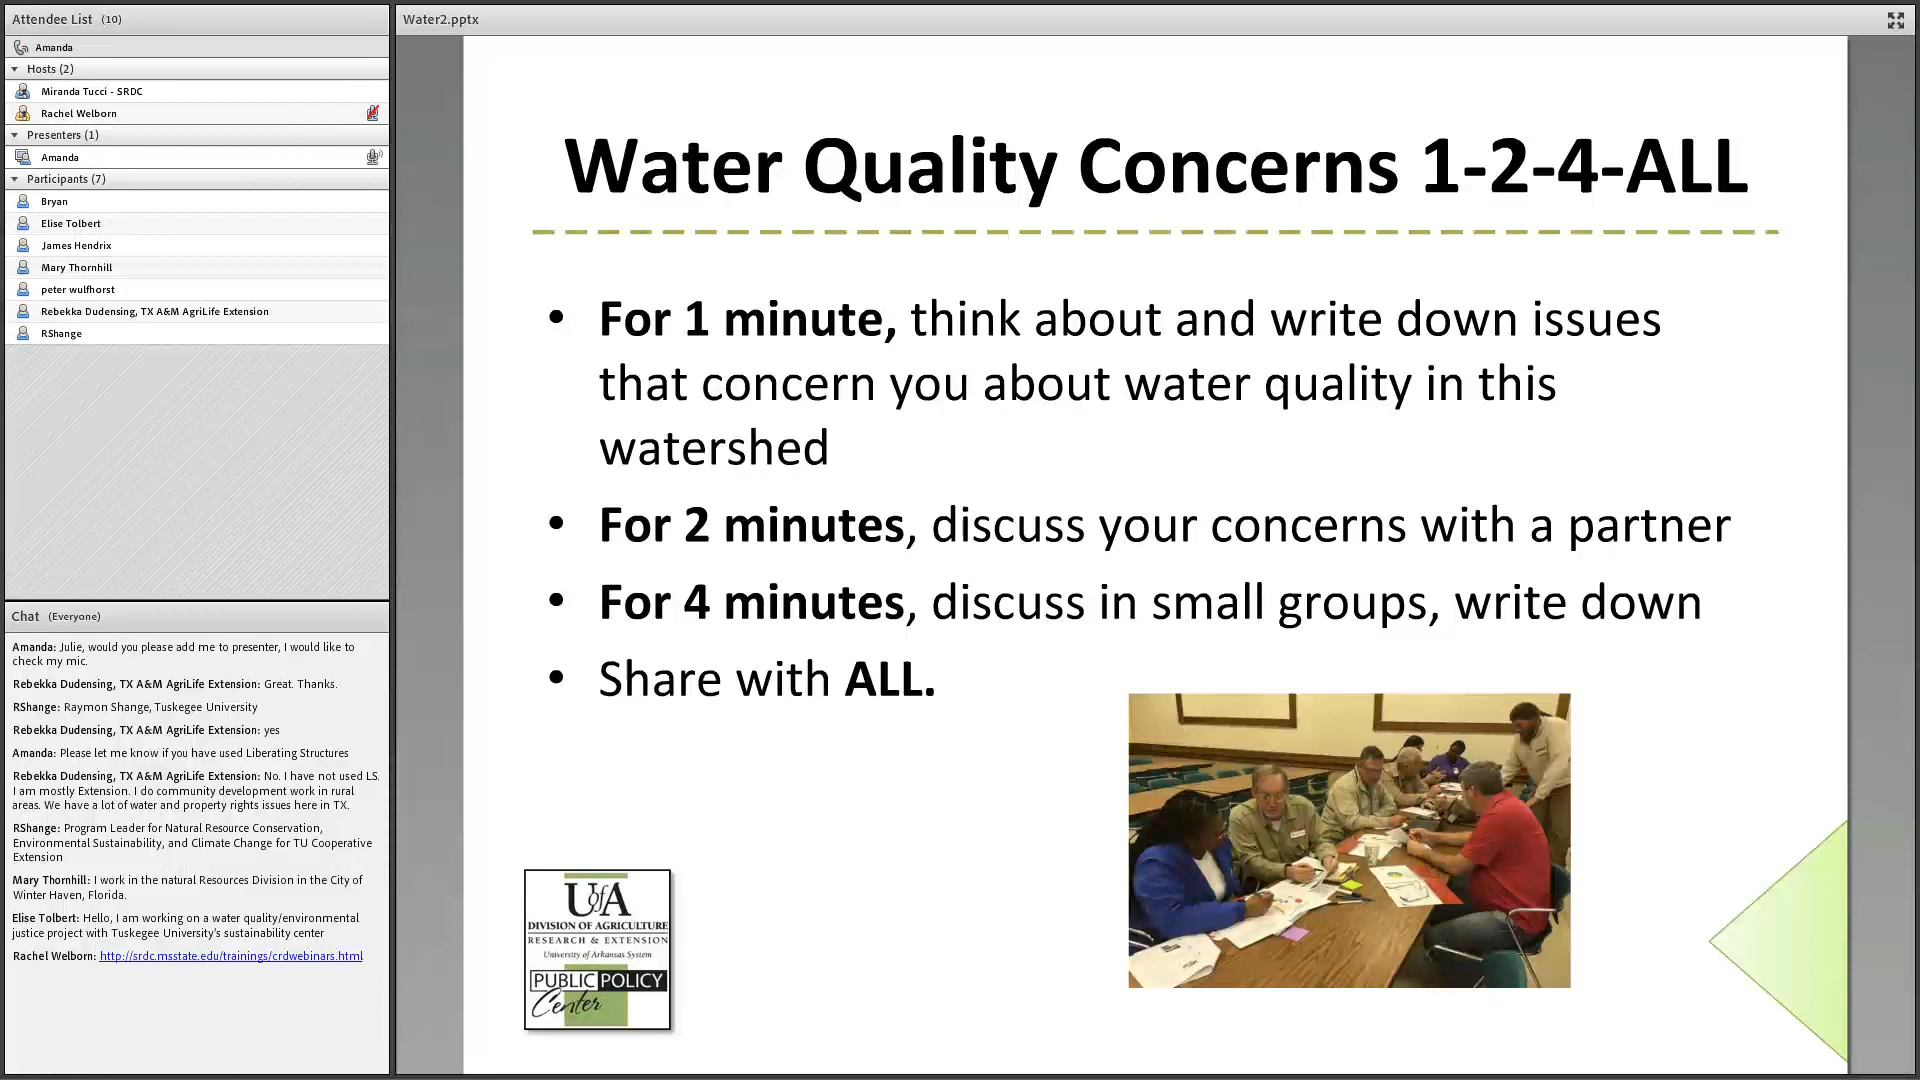 Attendee List (10)
Amanda
Hosts (2)
Miranda Tucci - SRDC
Rachel Welborn
Presenters (1)
Amanda
Participants (7)
Bryan
Elise Tolbert
James Hendrix
Mary Thornhill
peter wulfhorst
Rebekka Dudensing, TX A&M AgriLife Extension
RShange
Chat (Everyone)
Amanda: Julie, would you please add me to presenter, I would like to
check my mic.
Rebekka Dudensing, TX A&M AgriLife Extension: Great. Thanks.
RShange: Raymon Shange, Tuskegee University
Rebekka Dudensing, TX A&M AgriLife Extension: yes
Amanda: Please let me know if you have used Liberating Structures
Rebekka Dudensing, TX A&M AgriLife Extension: No. I have not used LS.
I am mostly Extension. I do community development work in rural
areas. We have a lot of water and property rights issues here in TX.
RShange: Program Leader for Natural Resource Conservation,
Environmental Sustainability, and Climate Change for TU Cooperative
Extension
Mary Thornhill: I work in the natural Resources Division in the City of
Winter Haven, Florida.
Elise Tolbert: Hello, I am working on a water quality/environmental
justice project with Tuskegee University's sustainability center
Rachel Welborn: http://srdc.msstate.edu/trainings/crdwebinars.html
Water2.pptx
Water Quality Concerns 1-2-4-ALL
• For 1 minute, think about and write down issues
that concern you about water quality in this
watershed
• For 2 minutes, discuss your concerns with a partner
• For 4 minutes, discuss in small groups, write down
• Share with ALL.
UofA
DIVISION OF AGRICULTURE
RESEARCH & EXTENSION
University of Arkansas System
PUBLIC POLICY
Center